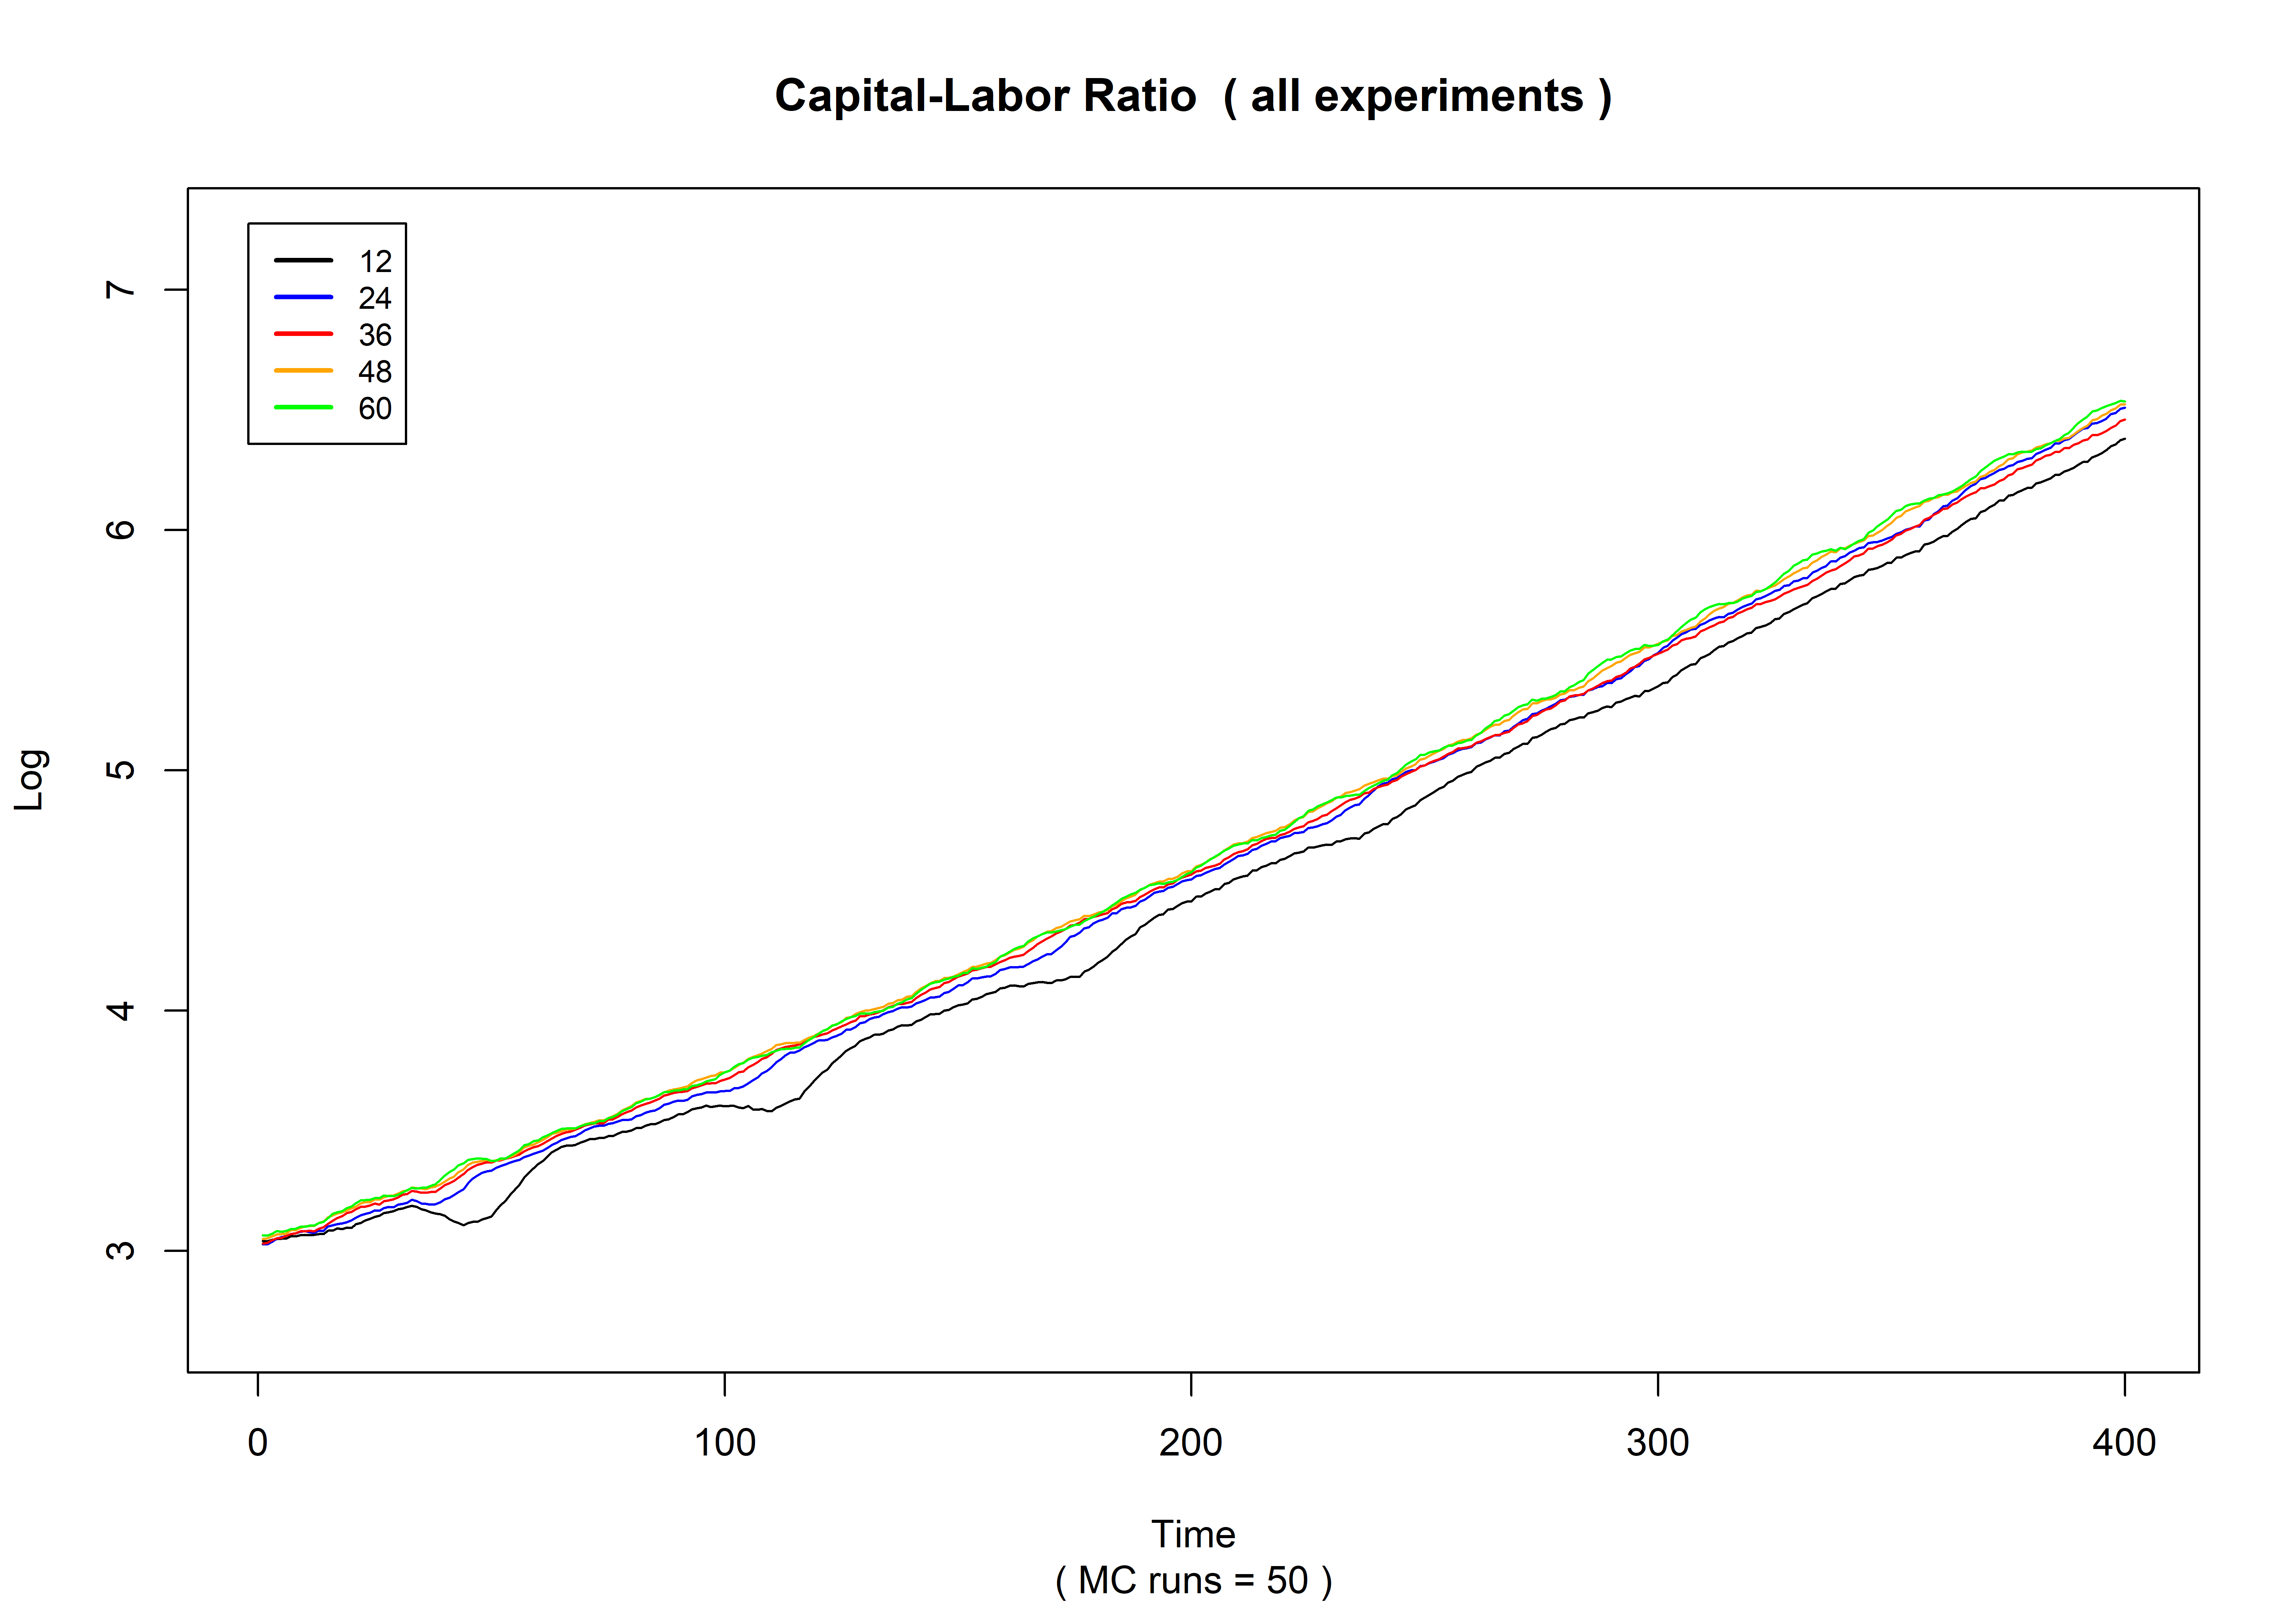 Capital-Labor Ratio ( all experiments )
12
24
36
48
60
Log
7
6
5
4
3
0 100 200 300 400
Time
( MC runs = 50 )